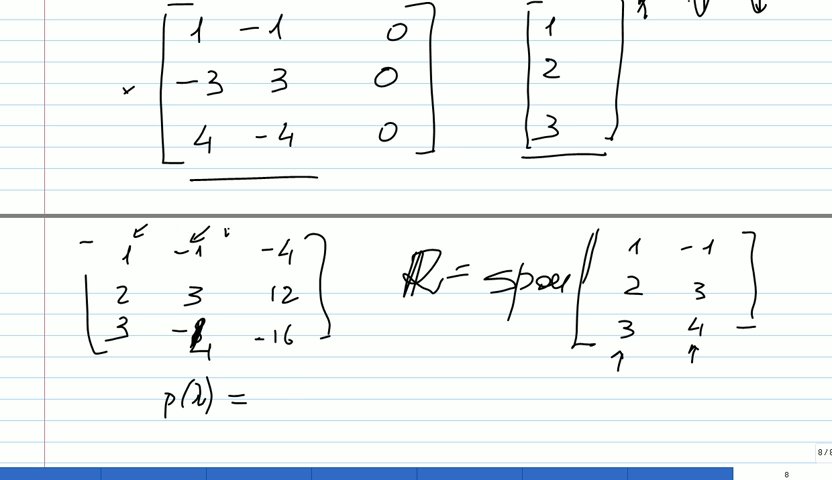 1 -1 0 1
-3 3 0 2
4 -4 0 3
1 -1 -4 R = span 1 -1
2 3 12 2 3
3 -4 -16 3 4
p(λ) =
8/8
8